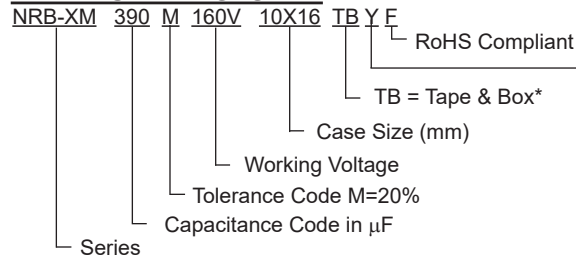 NRB-XM 390 M 160V 10X16 TB Y F
RoHS Compliant
TB = Tape & Box*
Case Size (mm)
Working Voltage
Tolerance Code M=20%
Capacitance Code in μF
Series